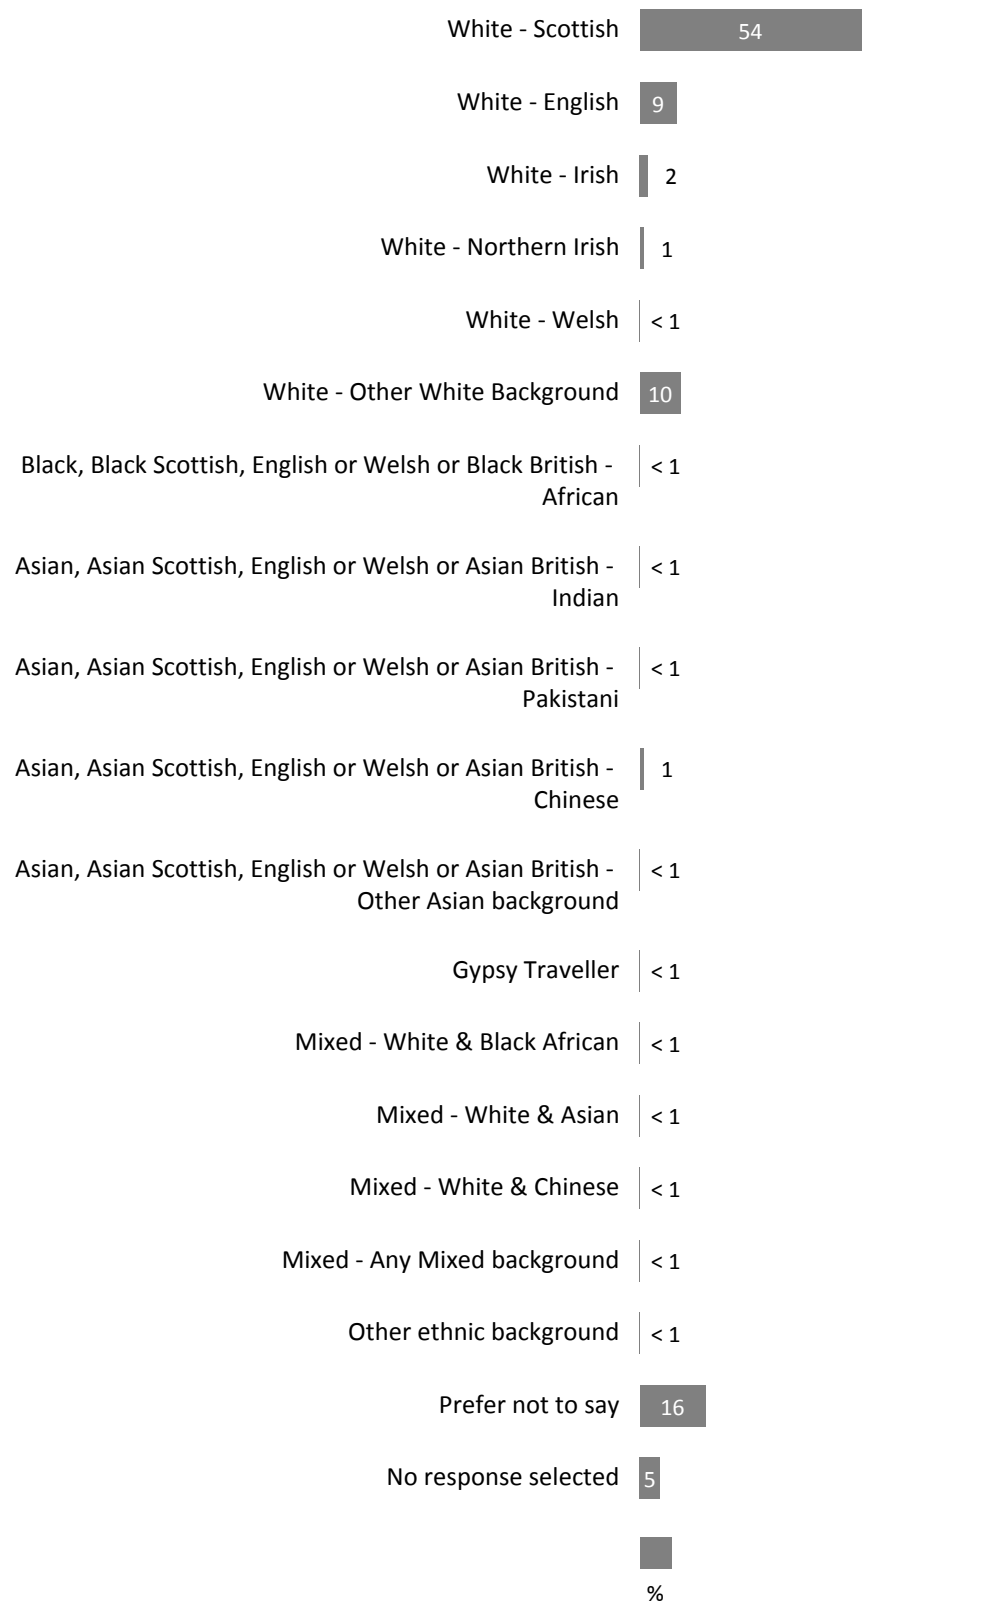 White - Scottish 54
White - English 9
White - Irish 2
White - Northern Irish 1
White - Welsh < 1
White - Other White Background 10
Black, Black Scottish, English or Welsh or Black British - < 1
African
Asian, Asian Scottish, English or Welsh or Asian British - < 1
Indian
Asian, Asian Scottish, English or Welsh or Asian British - < 1
Pakistani
Asian, Asian Scottish, English or Welsh or Asian British - 1
Chinese
Asian, Asian Scottish, English or Welsh or Asian British - < 1
Other Asian background
Gypsy Traveller < 1
Mixed - White & Black African < 1
Mixed - White & Asian < 1
Mixed - White & Chinese < 1
Mixed - Any Mixed background < 1
Other ethnic background < 1
Prefer not to say 16
No response selected 5
%